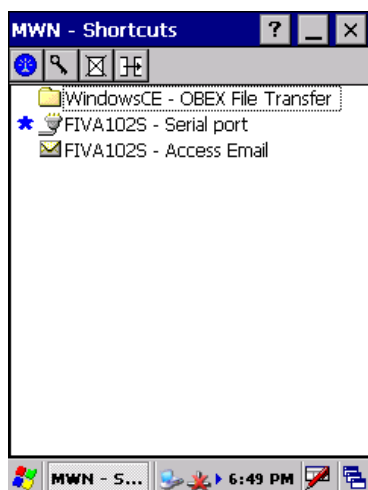 MWN - Shortcuts ? _ ×
WindowsCE - OBEX File Transfer
* FIVA102S - Serial port
FIVA102S - Access Email
MWN - S... 6:49 PM